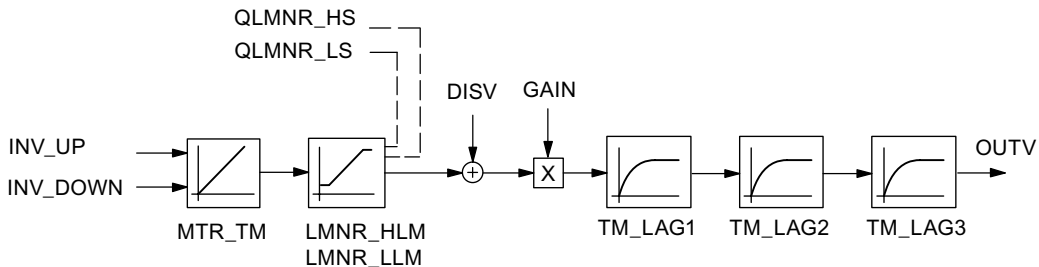 QLMNR_HS
QLMNR_LS
DISV
GAIN
INV_UP
INV_DOWN
X
OUTV
MTR_TM
LMNR_HLM
LMNR_LLM
TM_LAG1
TM_LAG2
TM_LAG3